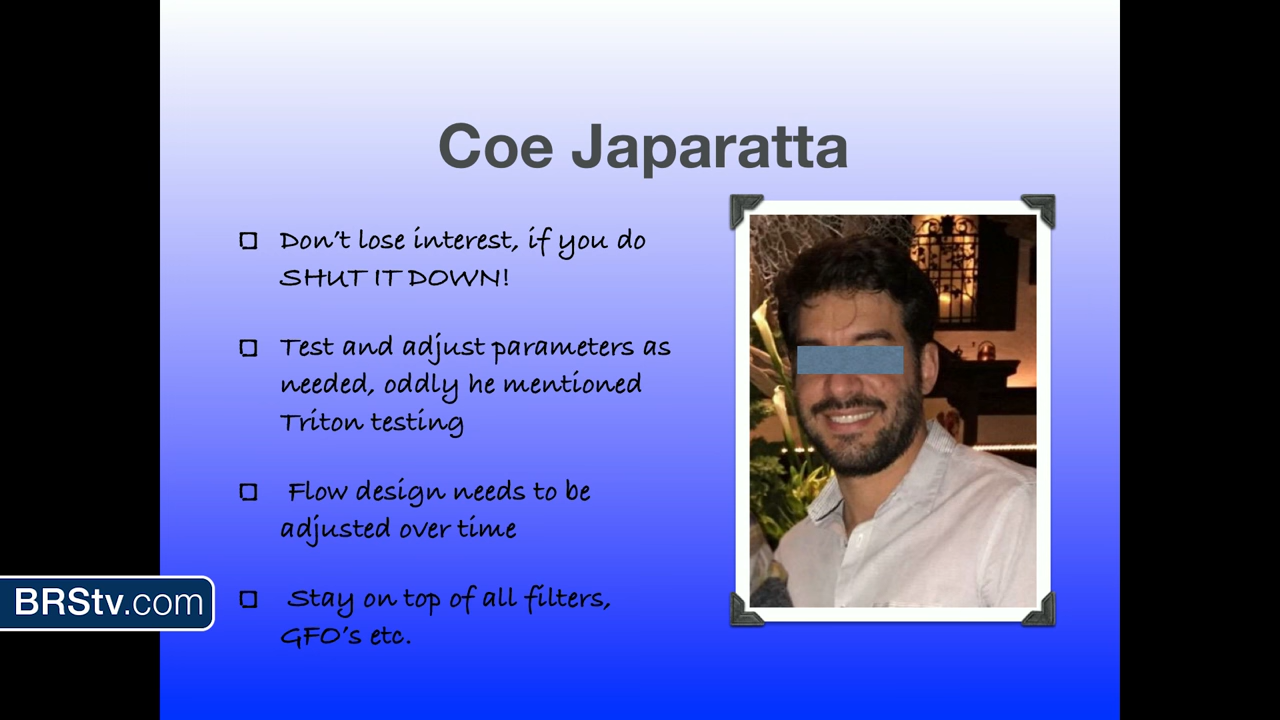 Coe Japaratta
Don't lose interest, if you do
SHUT IT DOWN!
Test and adjust parameters as
needed, oddly he mentioned
Triton testing
Flow design needs to be
adjusted over time
Stay on top of all filters,
GFO's etc.
BRStv.com